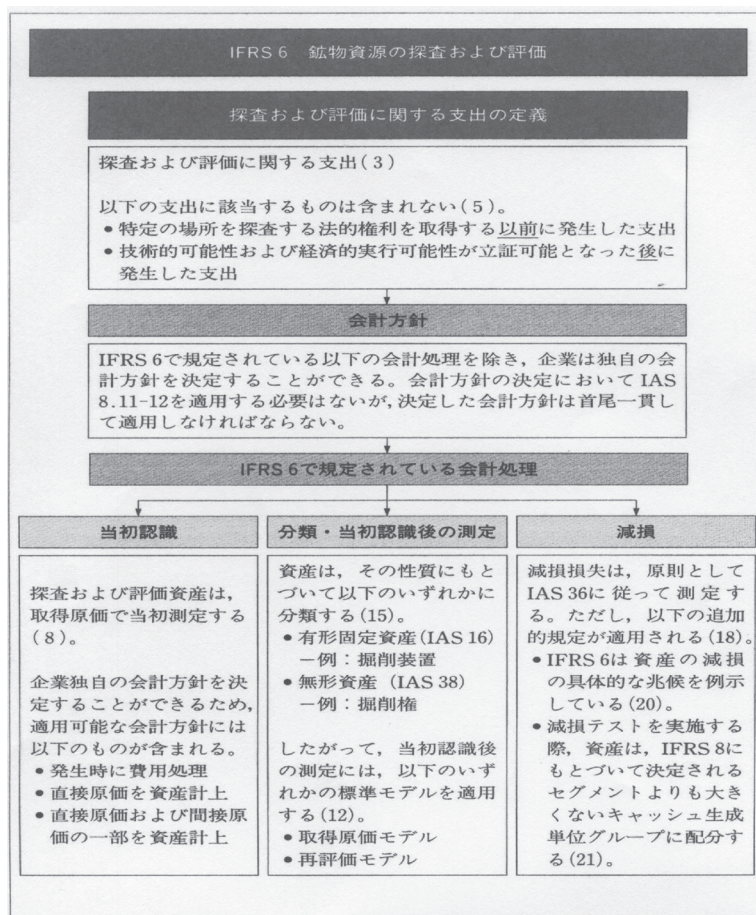 IFRS 6　鉱物資源の探査および評価
探査および評価に関する支出の定義
探査および評価に関する支出(3)
以下の支出に該当するものは含まれない(5)。
● 特定の場所を探査する法的権利を取得する以前に発生した支出
● 技術的可能性および経済的実行可能性が立証可能となった後に
発生した支出
会計方針
IFRS 6で規定されている以下の会計処理を除き，企業は独自の会
計方針を決定することができる。会計方針の決定においてIAS
8.11-12を適用する必要はないが，決定した会計方針は首尾一貫し
て適用しなければならない。
IFRS 6で規定されている会計処理
当初認識
探査および評価資産は，
取得原価で当初測定する
(8)。
企業独自の会計方針を決
定することができるため，
適用可能な会計方針には
以下のものが含まれる。
● 発生時に費用処理
● 直接原価を資産計上
● 直接原価および間接原
価の一部を資産計上
分類・当初認識後の測定
資産は，その性質にもと
づいて以下のいずれかに
分類する(15)。
● 有形固定資産(IAS 16)
－例：掘削装置
● 無形資産（IAS 38）
－例：掘削権
したがって，当初認識後
の測定には，以下のいず
れかの標準モデルを適用
する(12)。
● 取得原価モデル
● 再評価モデル
減損
減損損失は，原則として
IAS 36に従って測定す
る。ただし，以下の追加
的規定が適用される(18)。
● IFRS 6は資産の減損
の具体的な兆候を例示
している(20)。
● 減損テストを実施する
際，資産は，IFRS 8に
もとづいて決定される
セグメントよりも大き
くないキャッシュ生成
単位グループに配分す
る(21)。